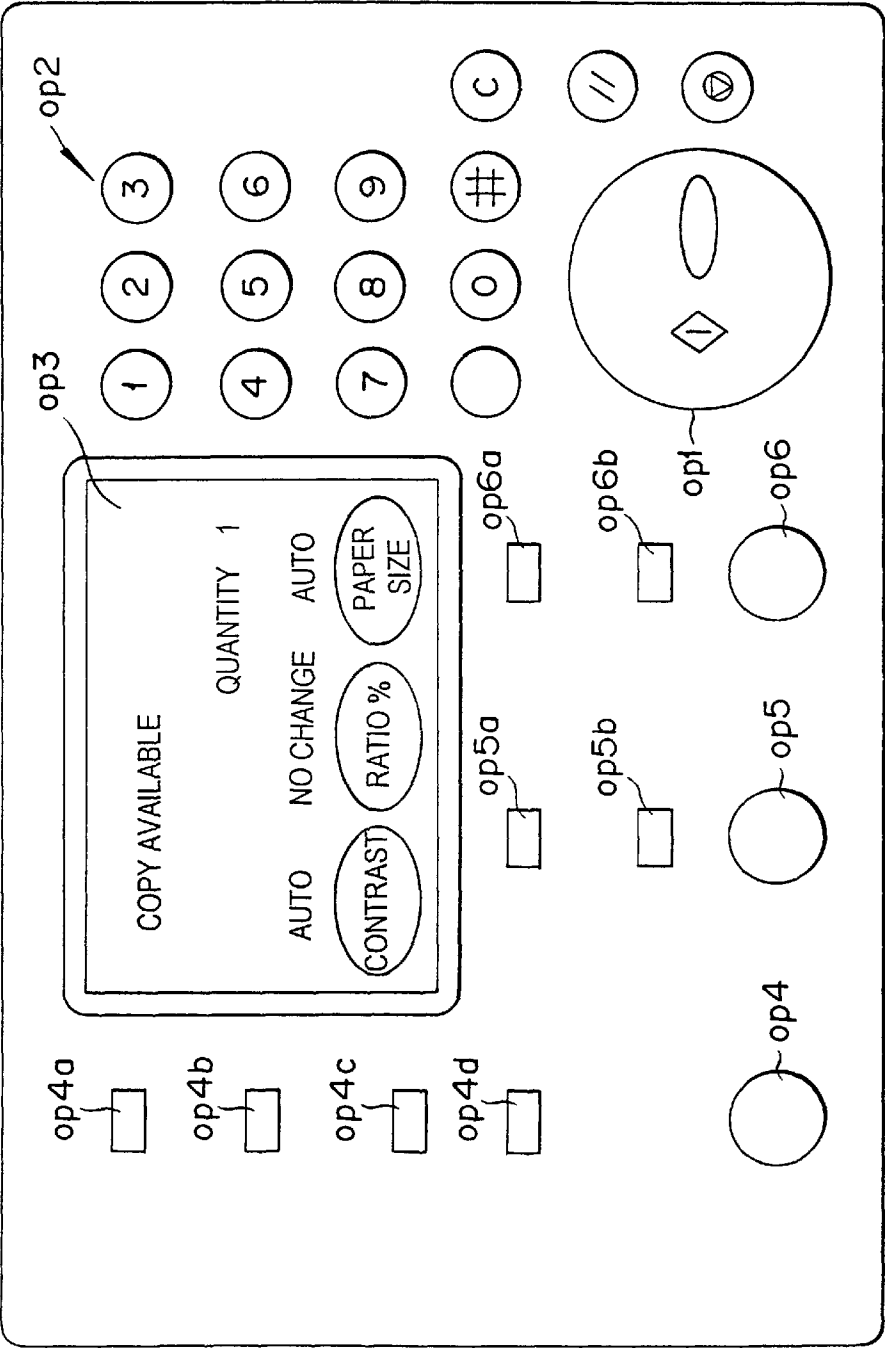 op4a
op4b
op4c
op4d
op4
op3
COPY AVAILABLE
QUANTITY 1
AUTO NO CHANGE AUTO
CONTRAST RATIO % PAPER SIZE
op5a
op5b
op5
op6a
op6b
op6
op2
1 2 3
4 5 6
7 8 9
0 # C
//
op1